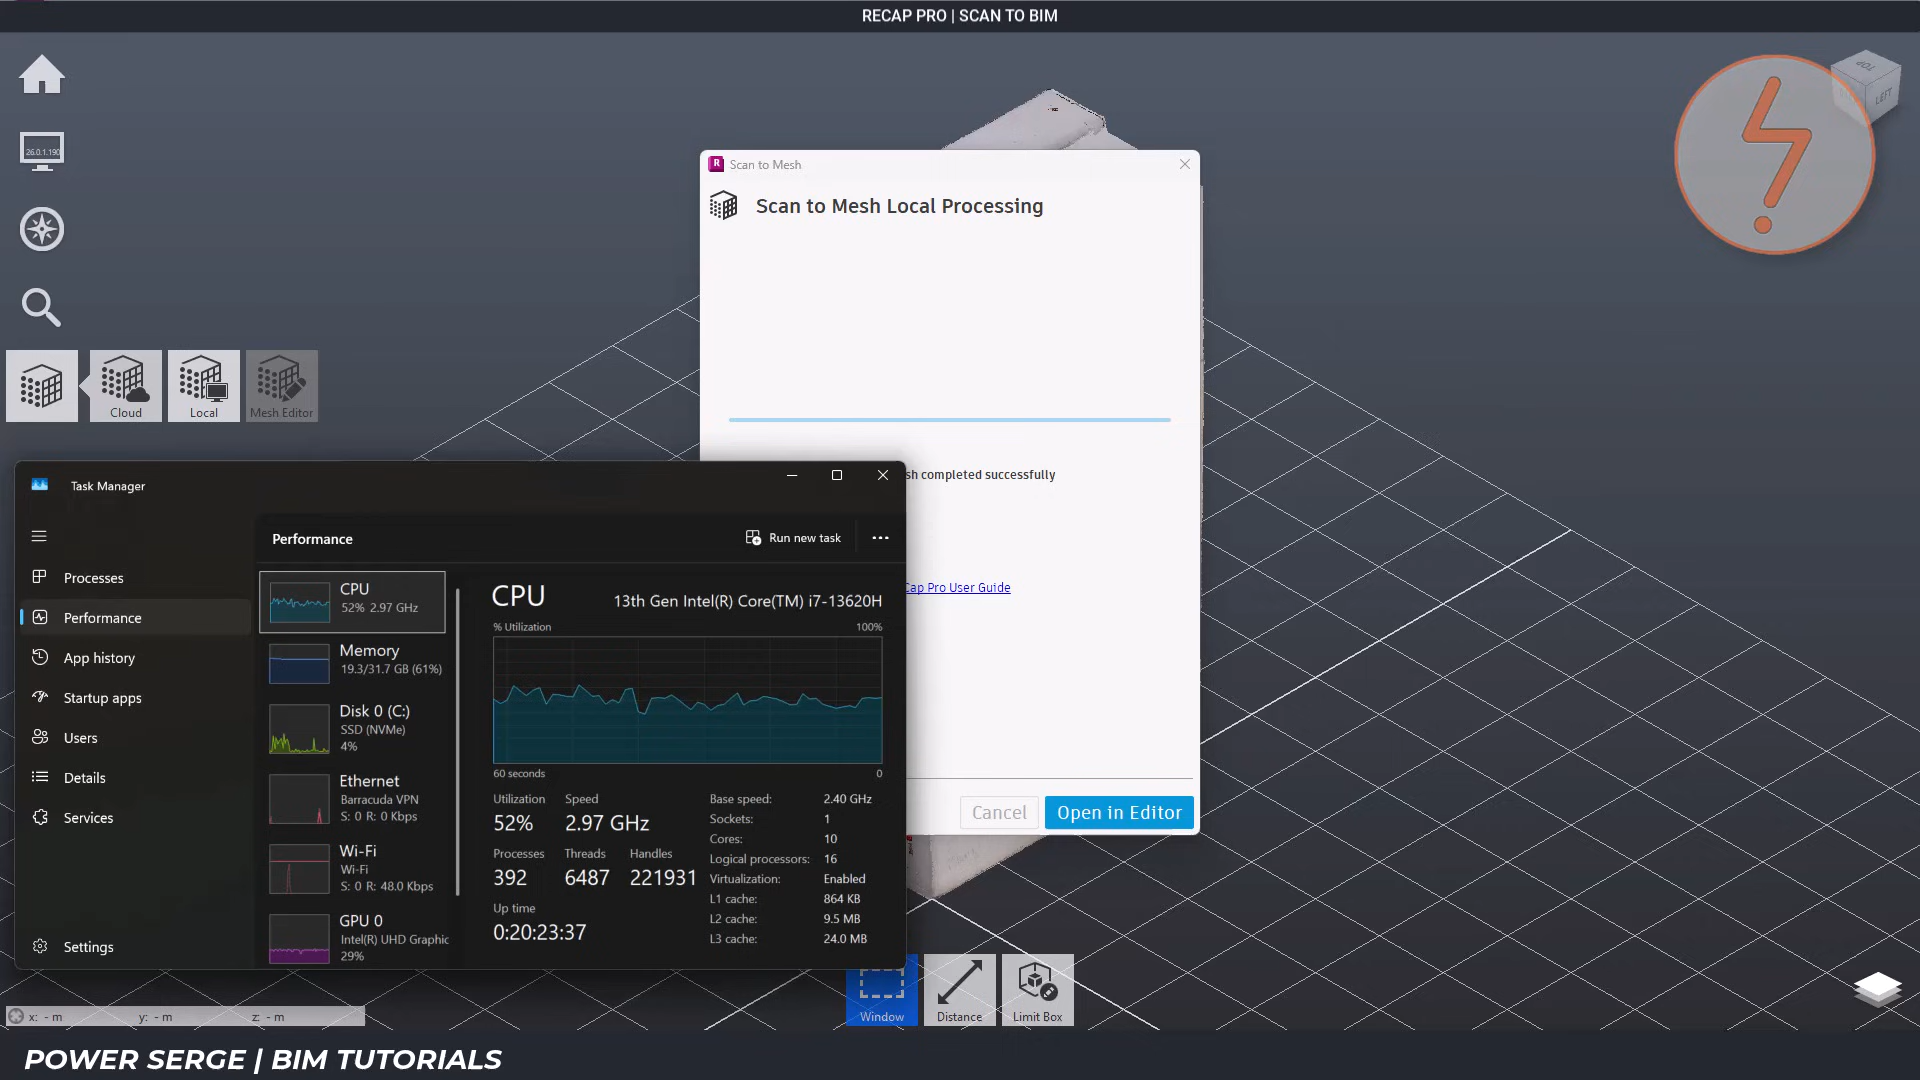 RECAP PRO | SCAN TO BIM
TOP
LEFT
26.0.1.190
Cloud
Local
Mesh Editor
Scan to Mesh
Scan to Mesh Local Processing
sh completed successfully
Cap Pro User Guide
Cancel
Open in Editor
Task Manager
Performance
Run new task
Processes
Performance
App history
Startup apps
Users
Details
Services
Settings
CPU
52% 2.97 GHz
Memory
19.3/31.7 GB (61%)
Disk 0 (C:)
SSD (NVMe)
4%
Ethernet
Barracuda VPN
S: 0 R: 0 Kbps
Wi-Fi
Wi-Fi
S: 0 R: 48.0 Kbps
GPU 0
Intel(R) UHD Graphic
29%
CPU
13th Gen Intel(R) Core(TM) i7-13620H
% Utilization
100%
60 seconds
0
Utilization
Speed
52%
2.97 GHz
Processes
Threads
Handles
392
6487
221931
Up time
0:20:23:37
Base speed: 2.40 GHz
Sockets: 1
Cores: 10
Logical processors: 16
Virtualization: Enabled
L1 cache: 864 KB
L2 cache: 9.5 MB
L3 cache: 24.0 MB
Window
Distance
Limit Box
x: - m
y: - m
z: - m
POWER SERGE | BIM TUTORIALS